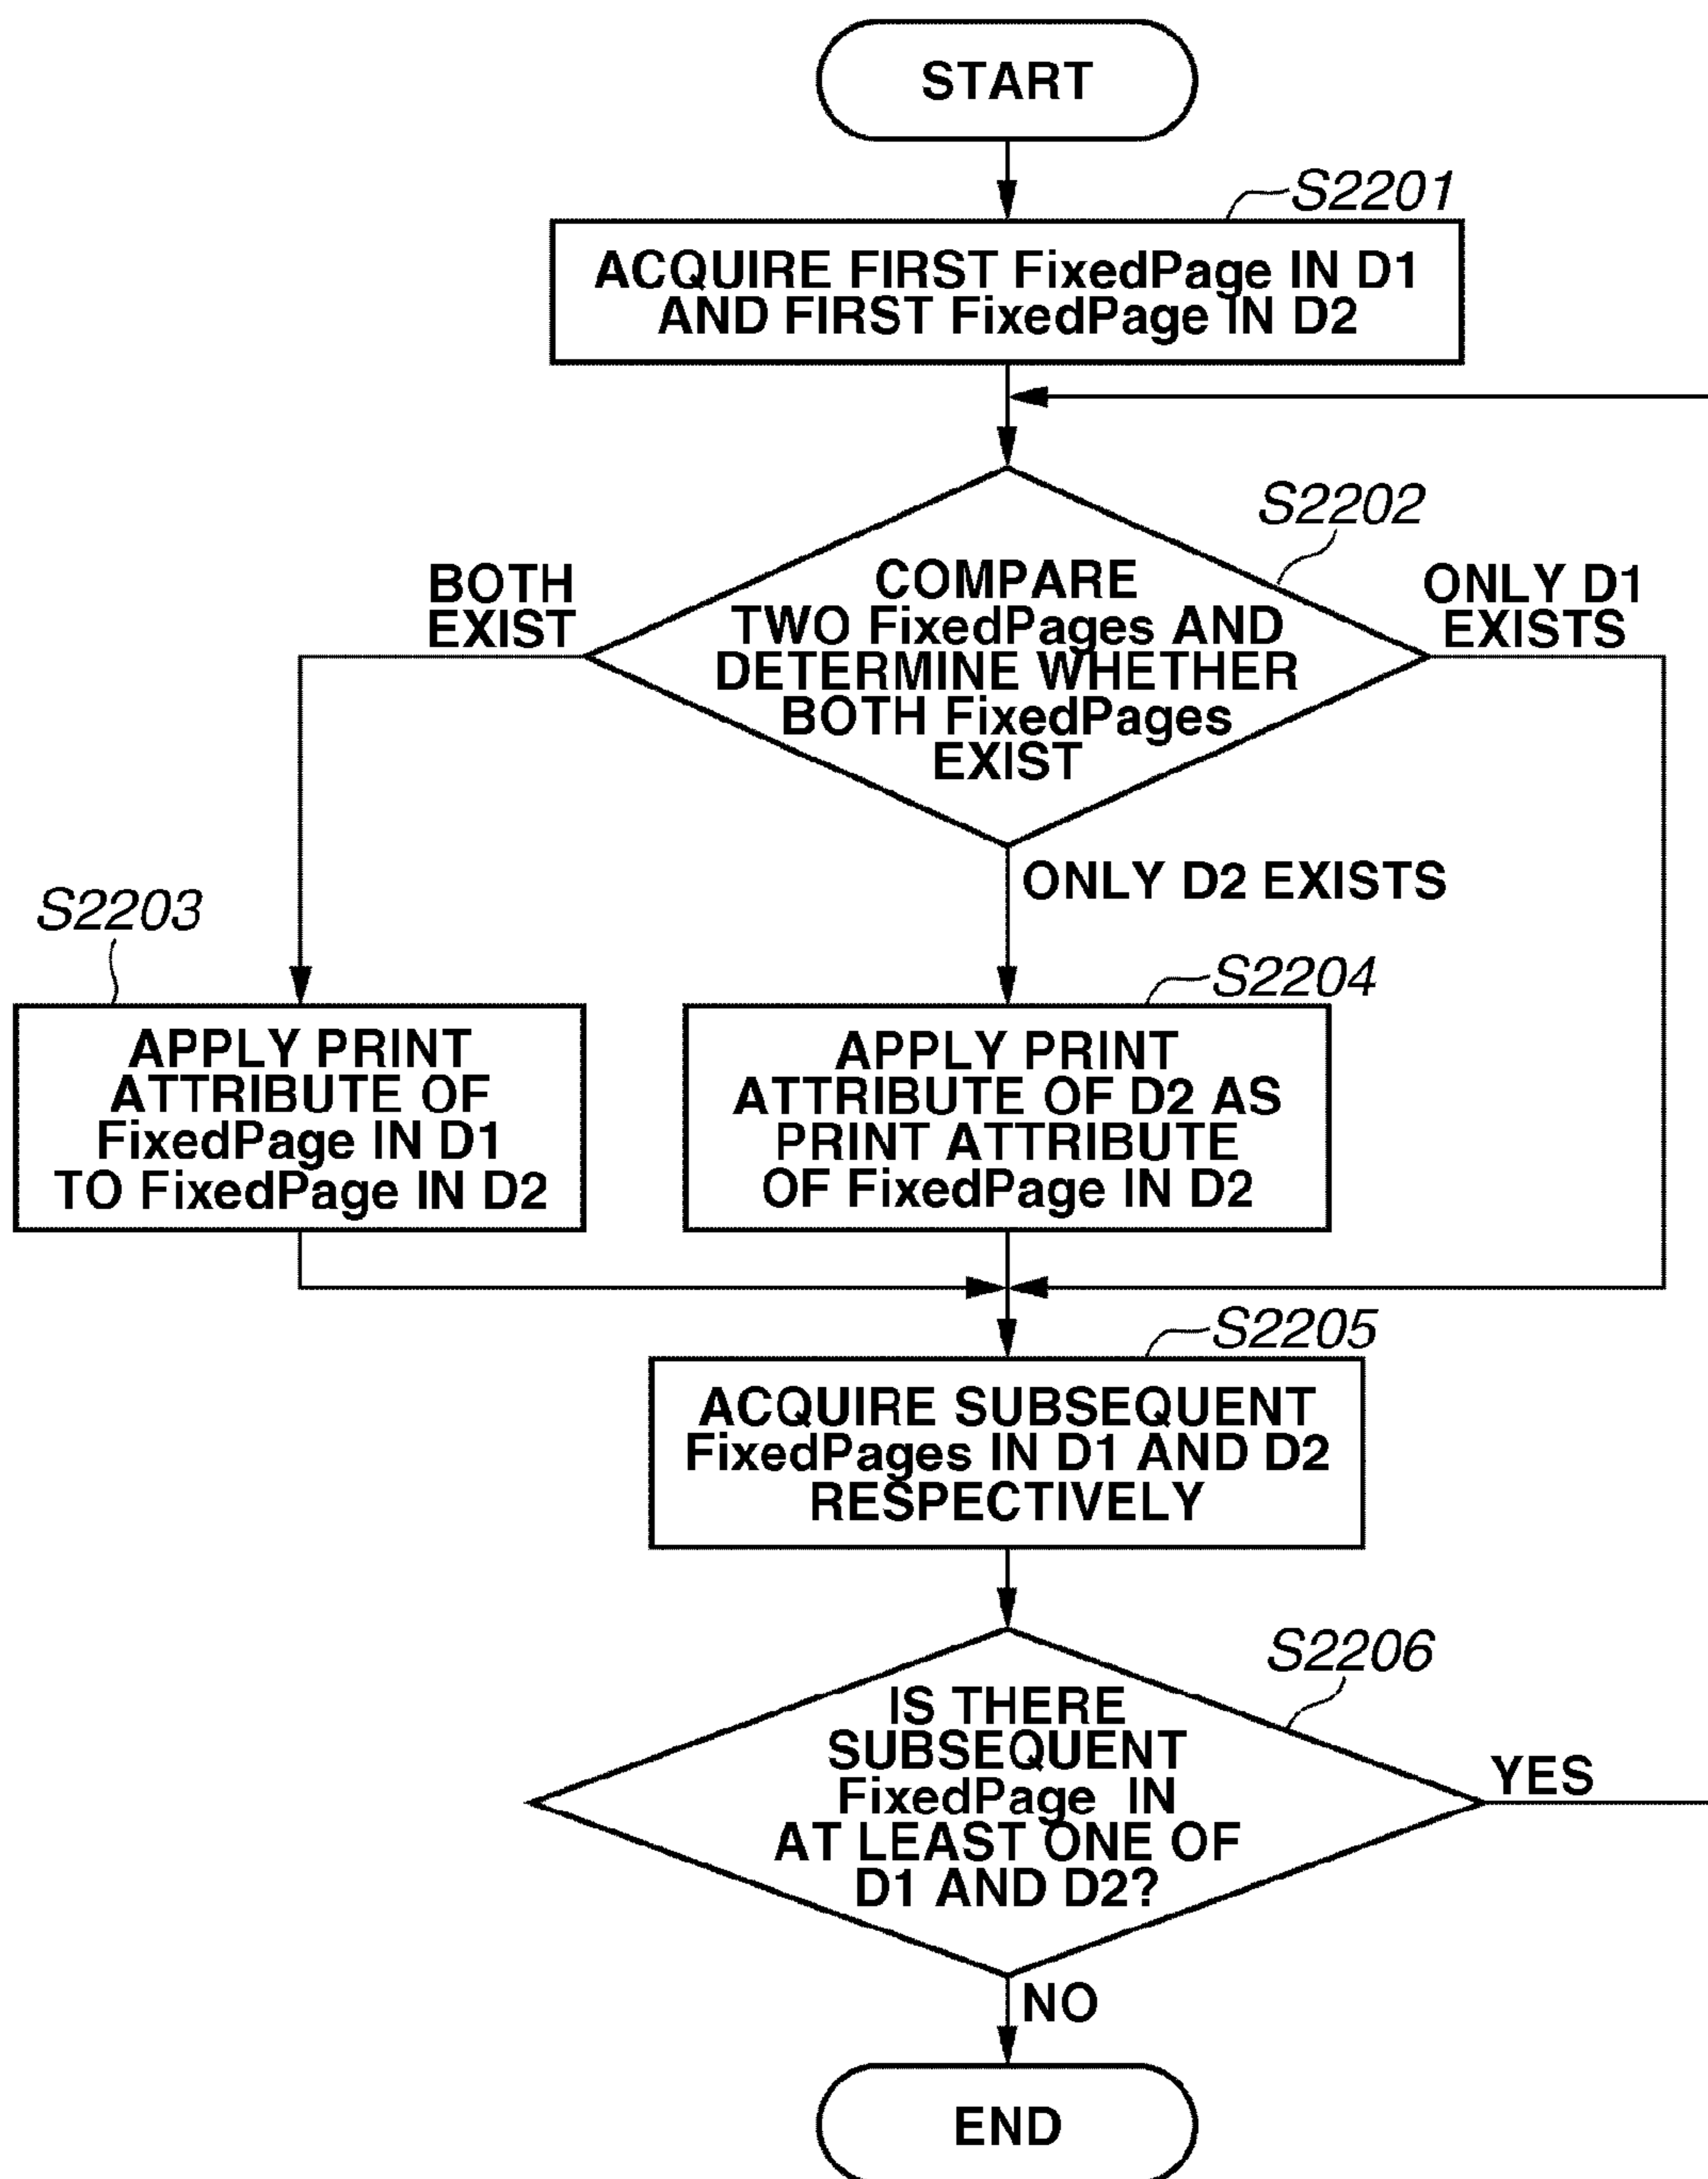 START
S2201
ACQUIRE FIRST FixedPage IN D1
AND FIRST FixedPage IN D2
S2202
COMPARE
TWO FixedPages AND
DETERMINE WHETHER
BOTH FixedPages
EXIST
BOTH
EXIST
ONLY D1
EXISTS
ONLY D2 EXISTS
S2203
APPLY PRINT
ATTRIBUTE OF
FixedPage IN D1
TO FixedPage IN D2
S2204
APPLY PRINT
ATTRIBUTE OF D2 AS
PRINT ATTRIBUTE
OF FixedPage IN D2
S2205
ACQUIRE SUBSEQUENT
FixedPages IN D1 AND D2
RESPECTIVELY
S2206
IS THERE
SUBSEQUENT
FixedPage IN
AT LEAST ONE OF
D1 AND D2?
YES
NO
END